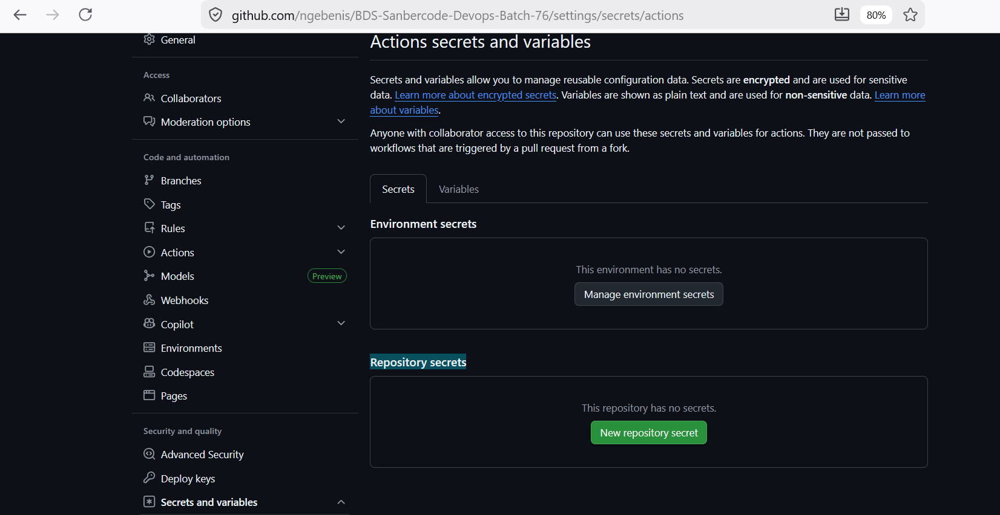 github.com/ngebenis/BDS-Sanbercode-Devops-Batch-76/settings/secrets/actions
80%
General
Access
Collaborators
Moderation options
Code and automation
Branches
Tags
Rules
Actions
Models
Preview
Webhooks
Copilot
Environments
Codespaces
Pages
Security and quality
Advanced Security
Deploy keys
Secrets and variables
Actions secrets and variables
Secrets and variables allow you to manage reusable configuration data. Secrets are encrypted and are used for sensitive
data. Learn more about encrypted secrets. Variables are shown as plain text and are used for non-sensitive data. Learn more
about variables.
Anyone with collaborator access to this repository can use these secrets and variables for actions. They are not passed to
workflows that are triggered by a pull request from a fork.
Secrets
Variables
Environment secrets
This environment has no secrets.
Manage environment secrets
Repository secrets
This repository has no secrets.
New repository secret